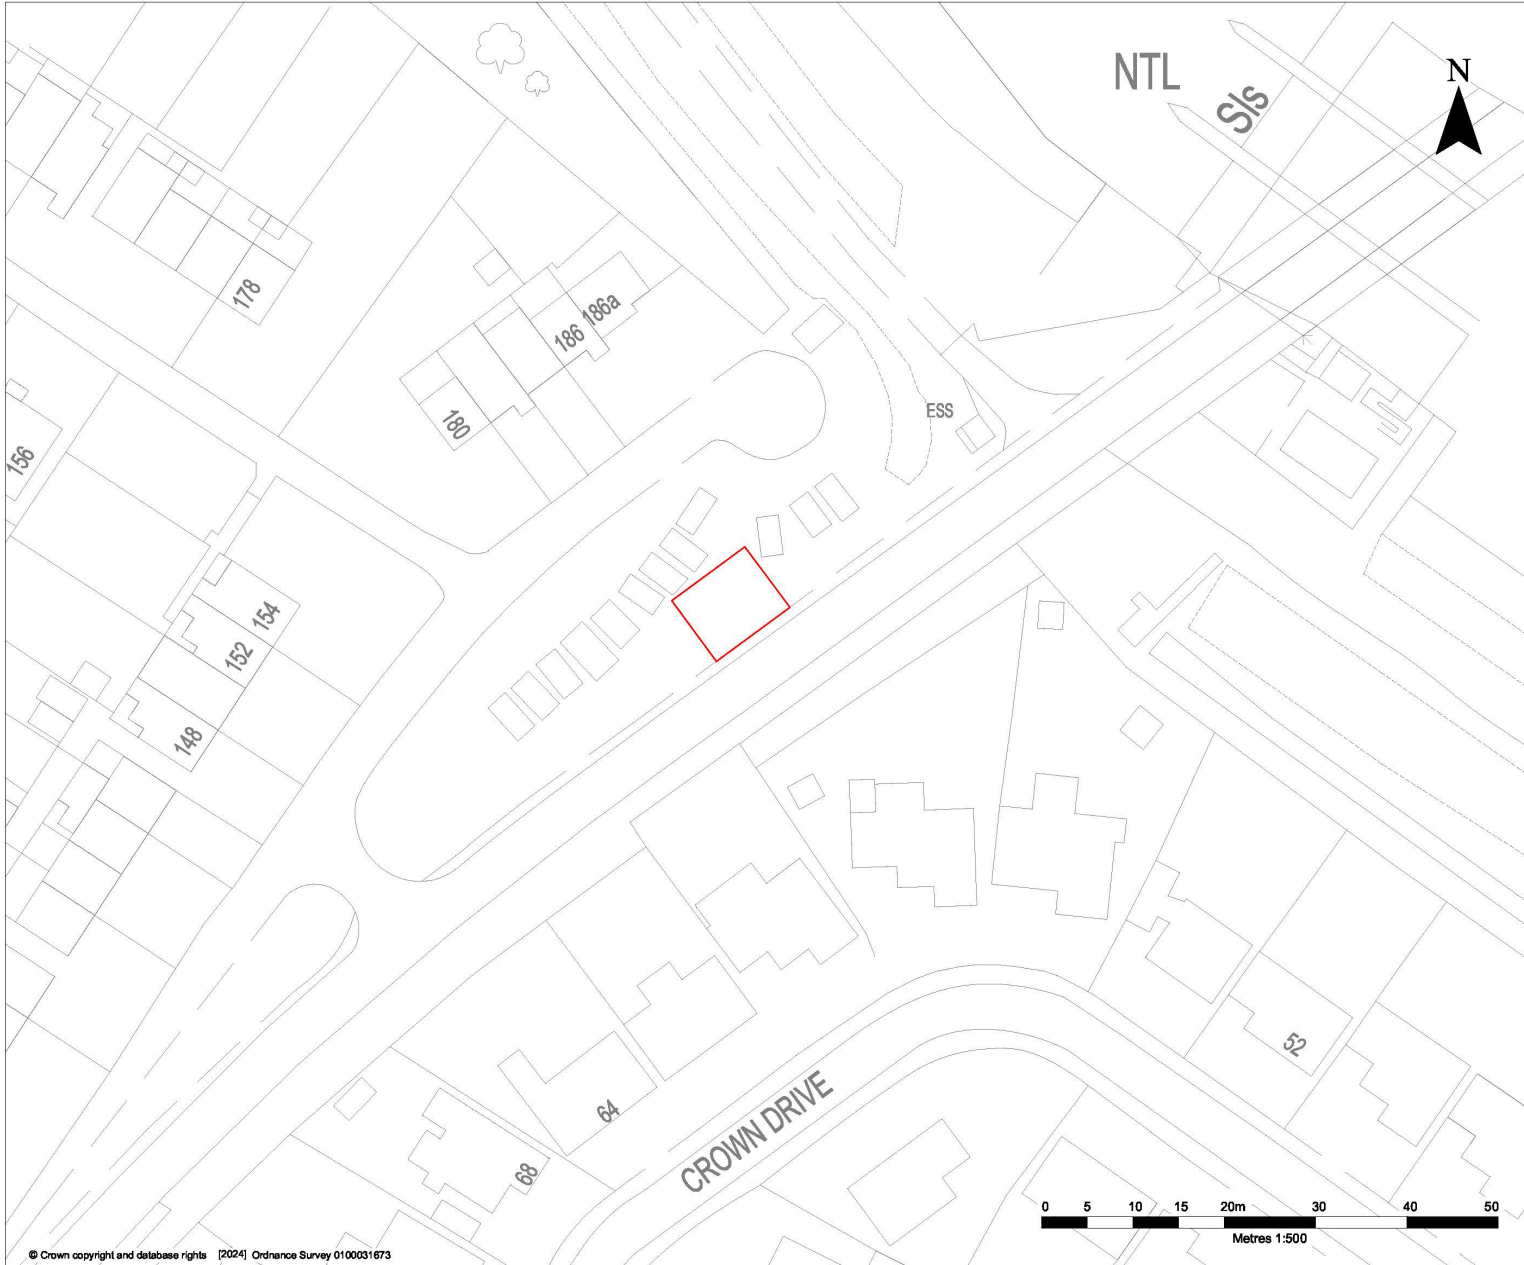 NTL
Sls
N
178
186
186a
180
156
ESS
154
152
148
52
64
68
CROWN DRIVE
0 5 10 15 20m 30 40 50
Metres 1:500
© Crown copyright and database rights [2024] Ordnance Survey 0100031673